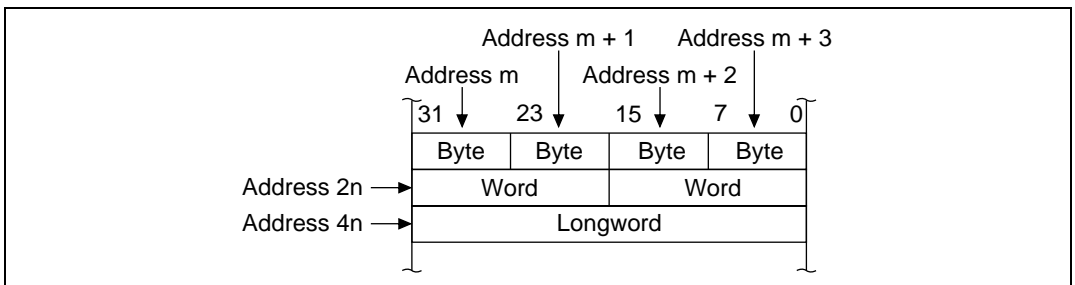 Address m + 1 Address m + 3
Address m Address m + 2
31 23 15 7 0
Byte Byte Byte Byte
Address 2n Word Word
Address 4n Longword